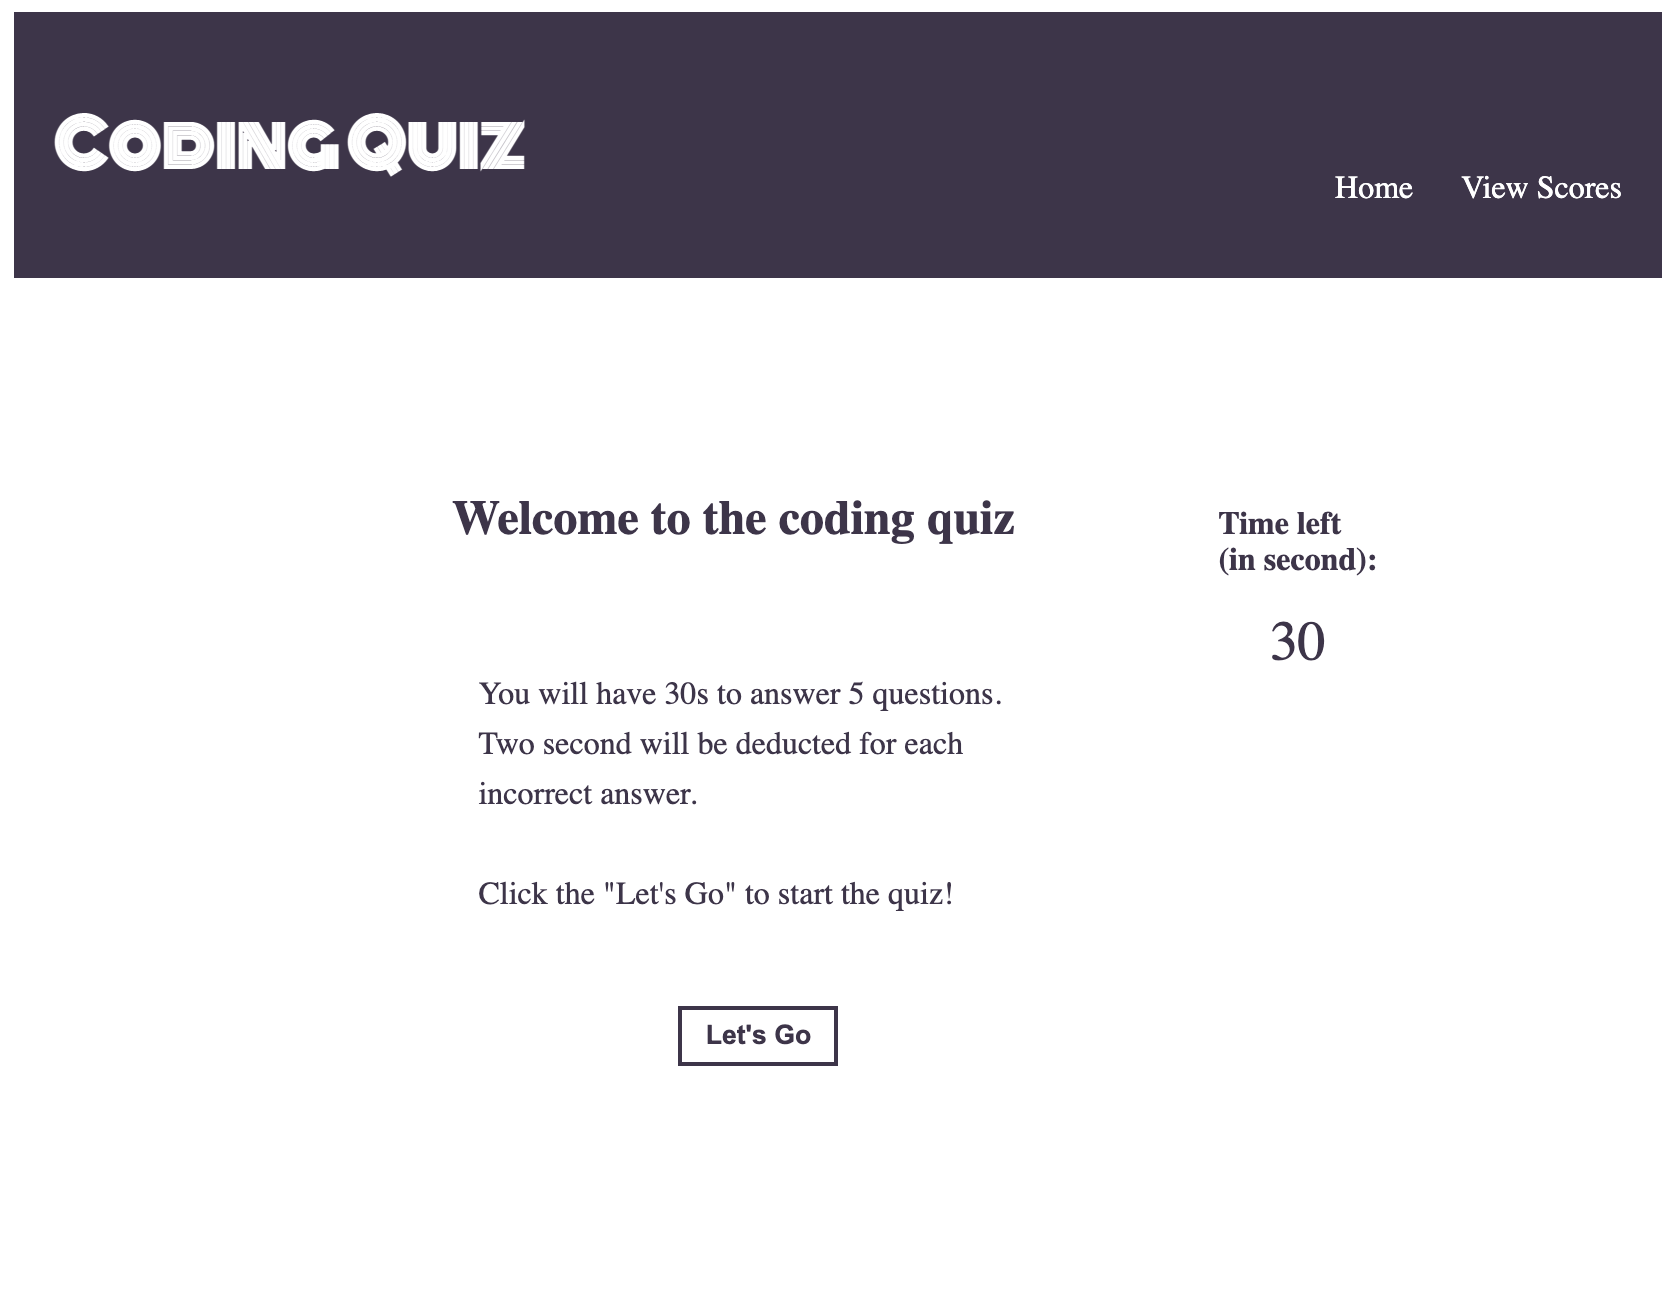 Coding Quiz
Home
View Scores
Welcome to the coding quiz
Time left
(in second):
30
You will have 30s to answer 5 questions.
Two second will be deducted for each
incorrect answer.
Click the "Let's Go" to start the quiz!
Let's Go